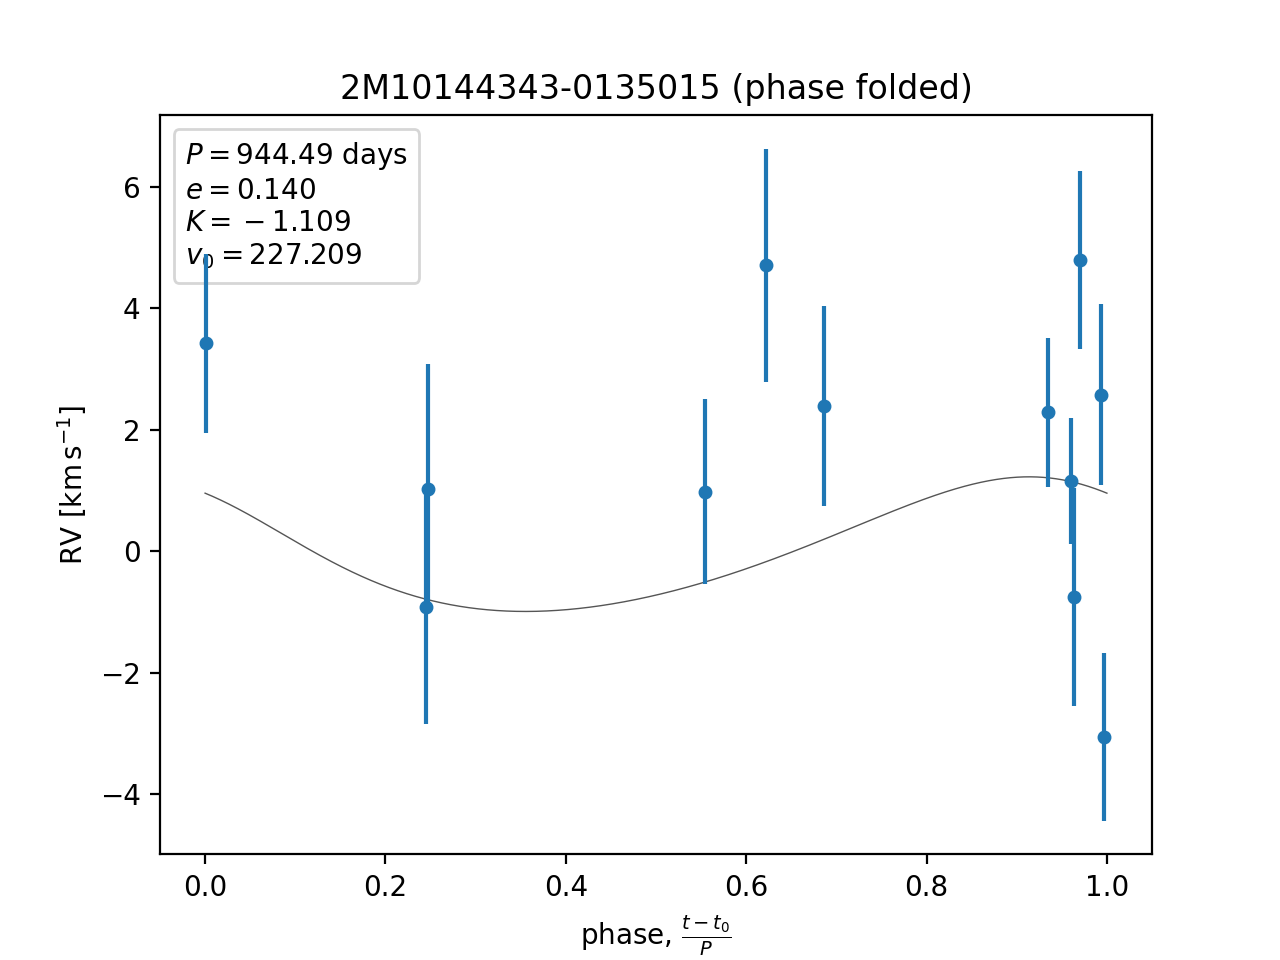 2M10144343-0135015 (phase folded)
P = 944.49 days
e = 0.140
K = −1.109
v₀ = 227.209
RV [km s⁻¹]
6
4
2
0
−2
−4
0.0 0.2 0.4 0.6 0.8 1.0
phase, (t − t₀)/P